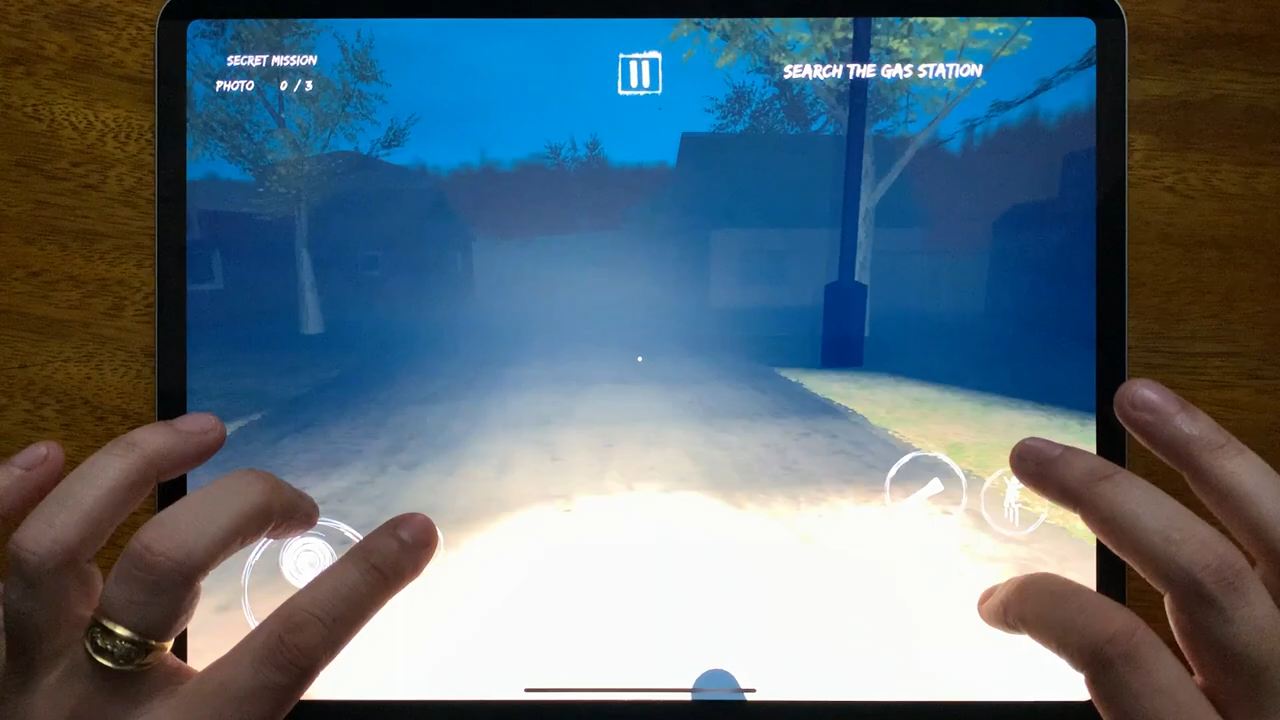 SECRET MISSION
PHOTO 0 / 3
SEARCH THE GAS STATION